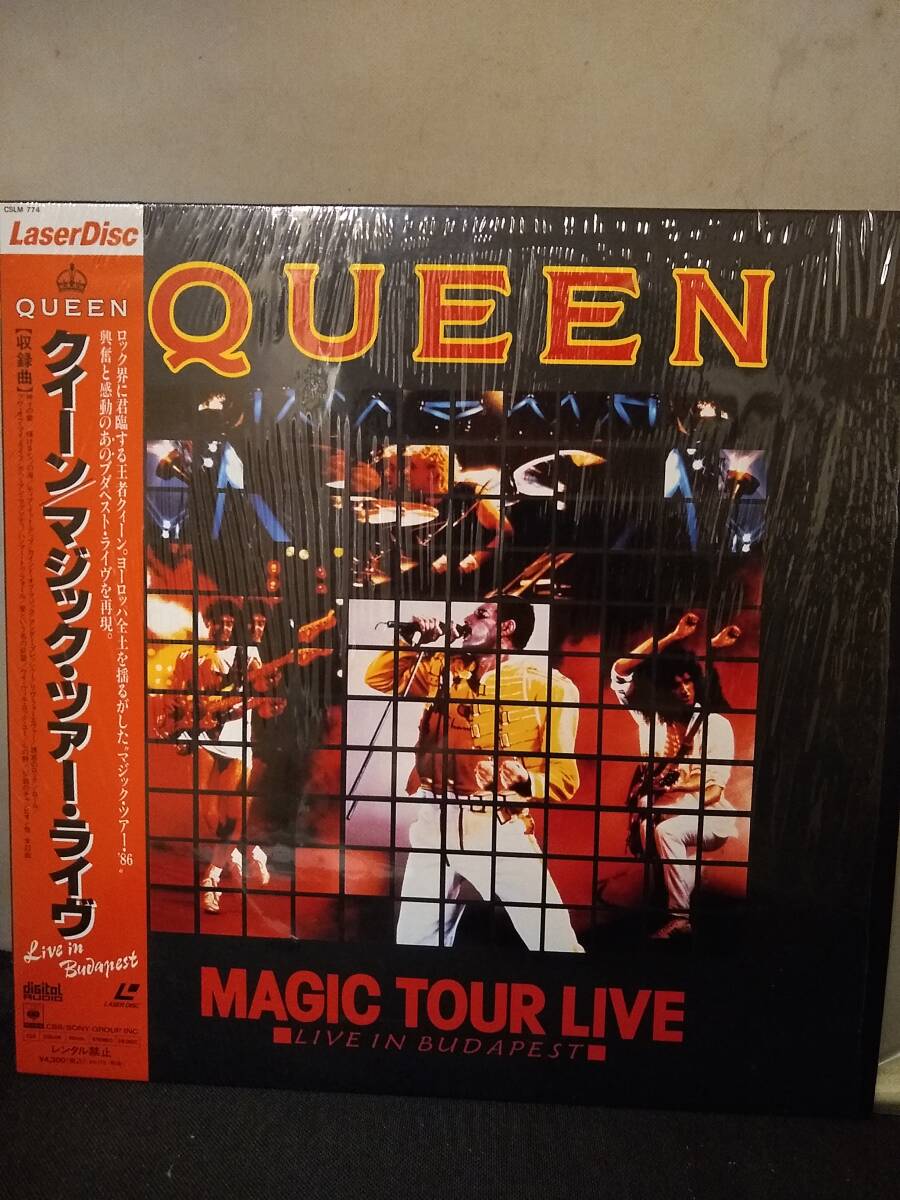 CSLM 774
LaserDisc
QUEEN
クイーン/マジック・ツアー・ライヴ
Live in
Budapest
ロック界に君臨する王者クィーン。ヨーロッパ全土を揺るがした“マジック・ツアー'86”。
興奮と感動のあのブダペスト・ライヴを再現。
【収録曲】
digital
AUDIO
LASER DISC
CBS/SONY GROUP INC.
レンタル禁止
¥4,300
QUEEN
MAGIC TOUR LIVE
LIVE IN BUDAPEST